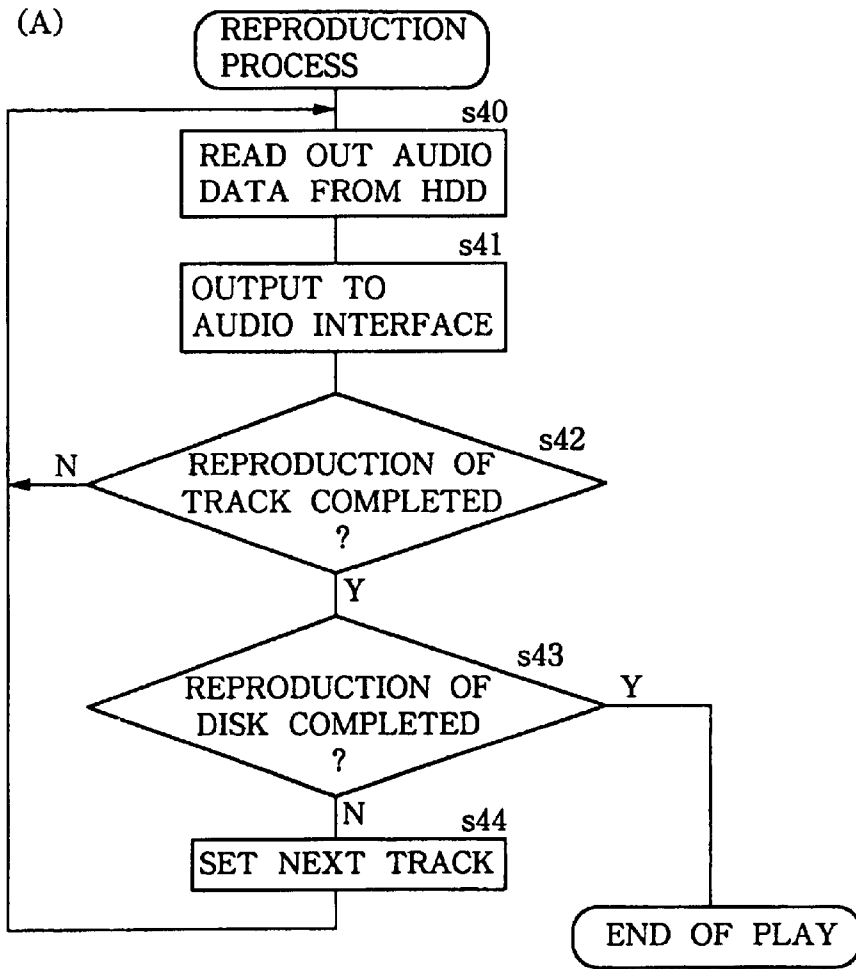 (A)
REPRODUCTION
PROCESS
s40
READ OUT AUDIO
DATA FROM HDD
s41
OUTPUT TO
AUDIO INTERFACE
s42
N
REPRODUCTION OF
TRACK COMPLETED
?
Y
s43
Y
REPRODUCTION OF
DISK COMPLETED
?
N
s44
SET NEXT TRACK
END OF PLAY